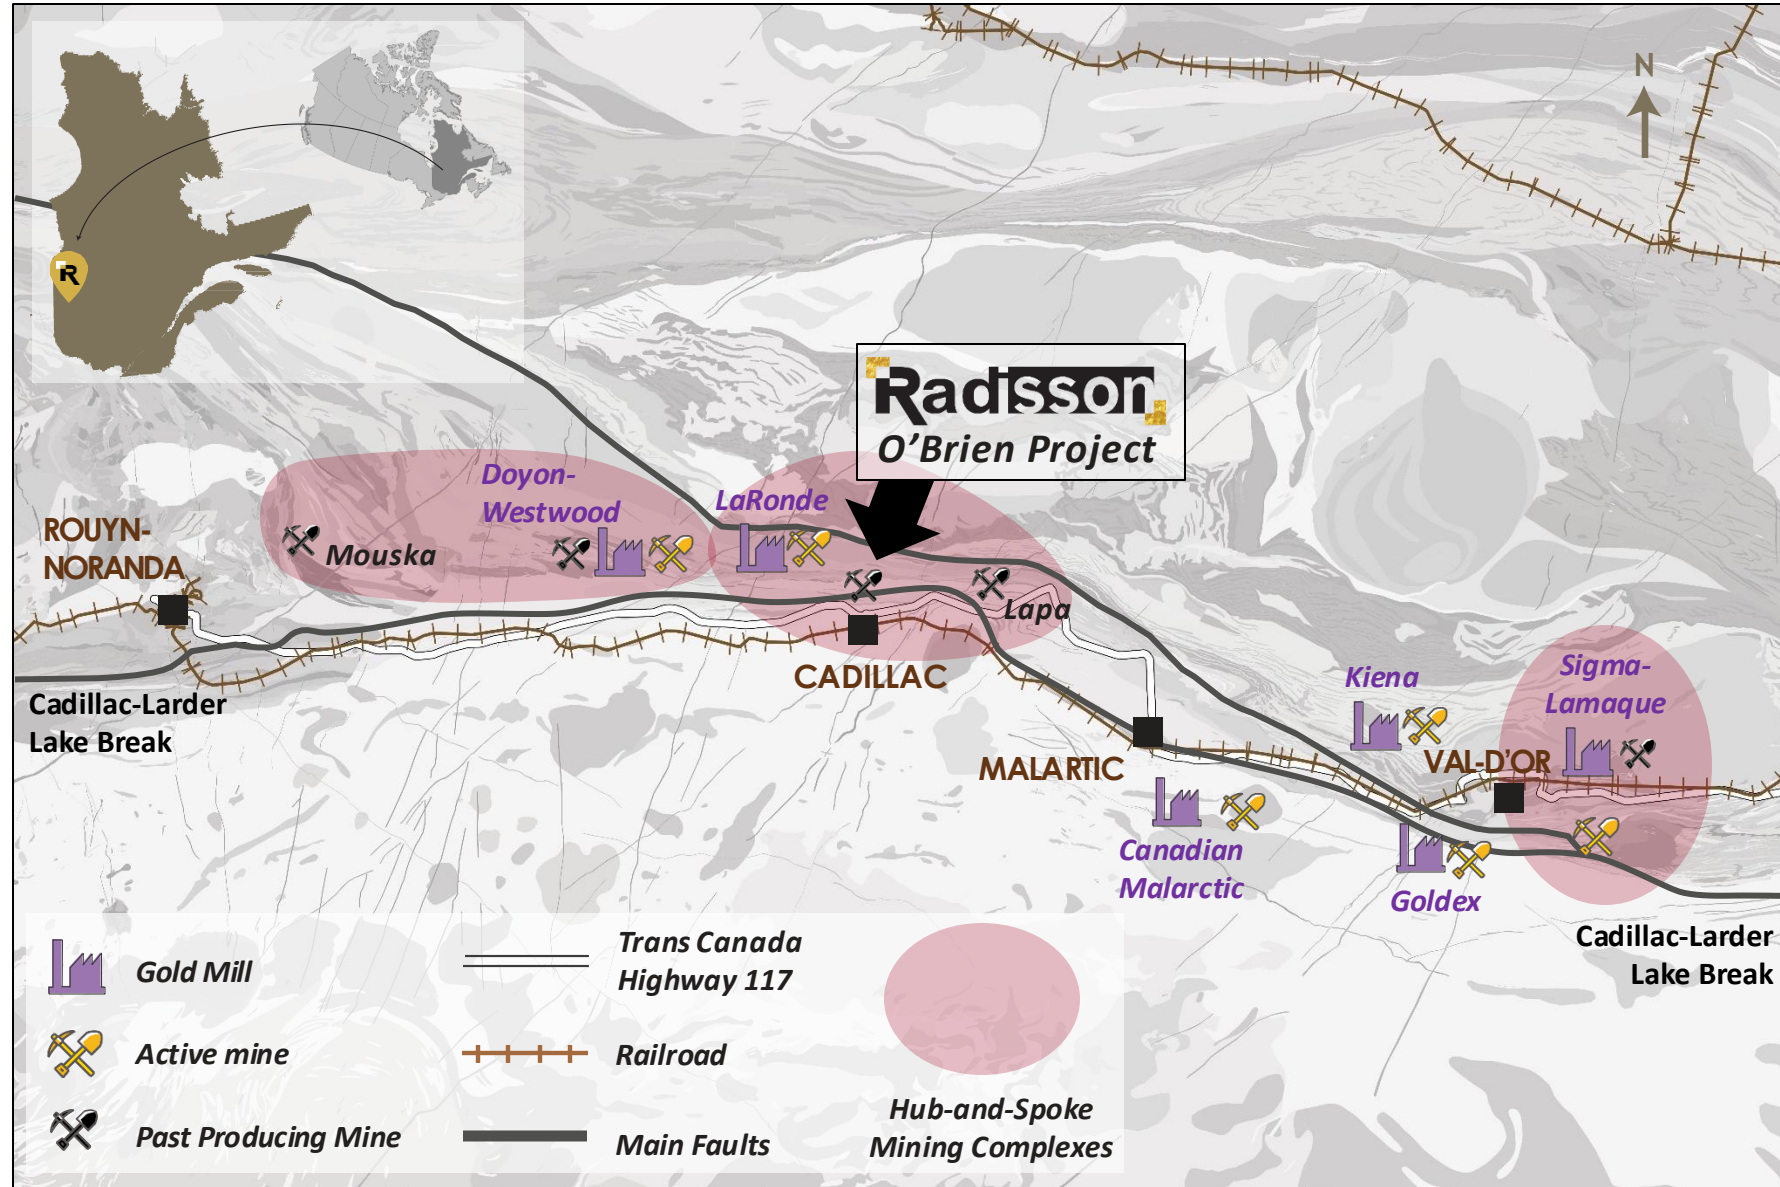 N
R
Radisson
O'Brien Project
Doyon-
Westwood
LaRonde
ROUYN-
NORANDA
Mouska
Lapa
CADILLAC
Cadillac-Larder
Lake Break
Kiena
Sigma-
Lamaque
MALARTIC
VAL-D'OR
Canadian
Malarctic
Goldex
Cadillac-Larder
Lake Break
Gold Mill
Active mine
Past Producing Mine
Trans Canada
Highway 117
Railroad
Main Faults
Hub-and-Spoke
Mining Complexes